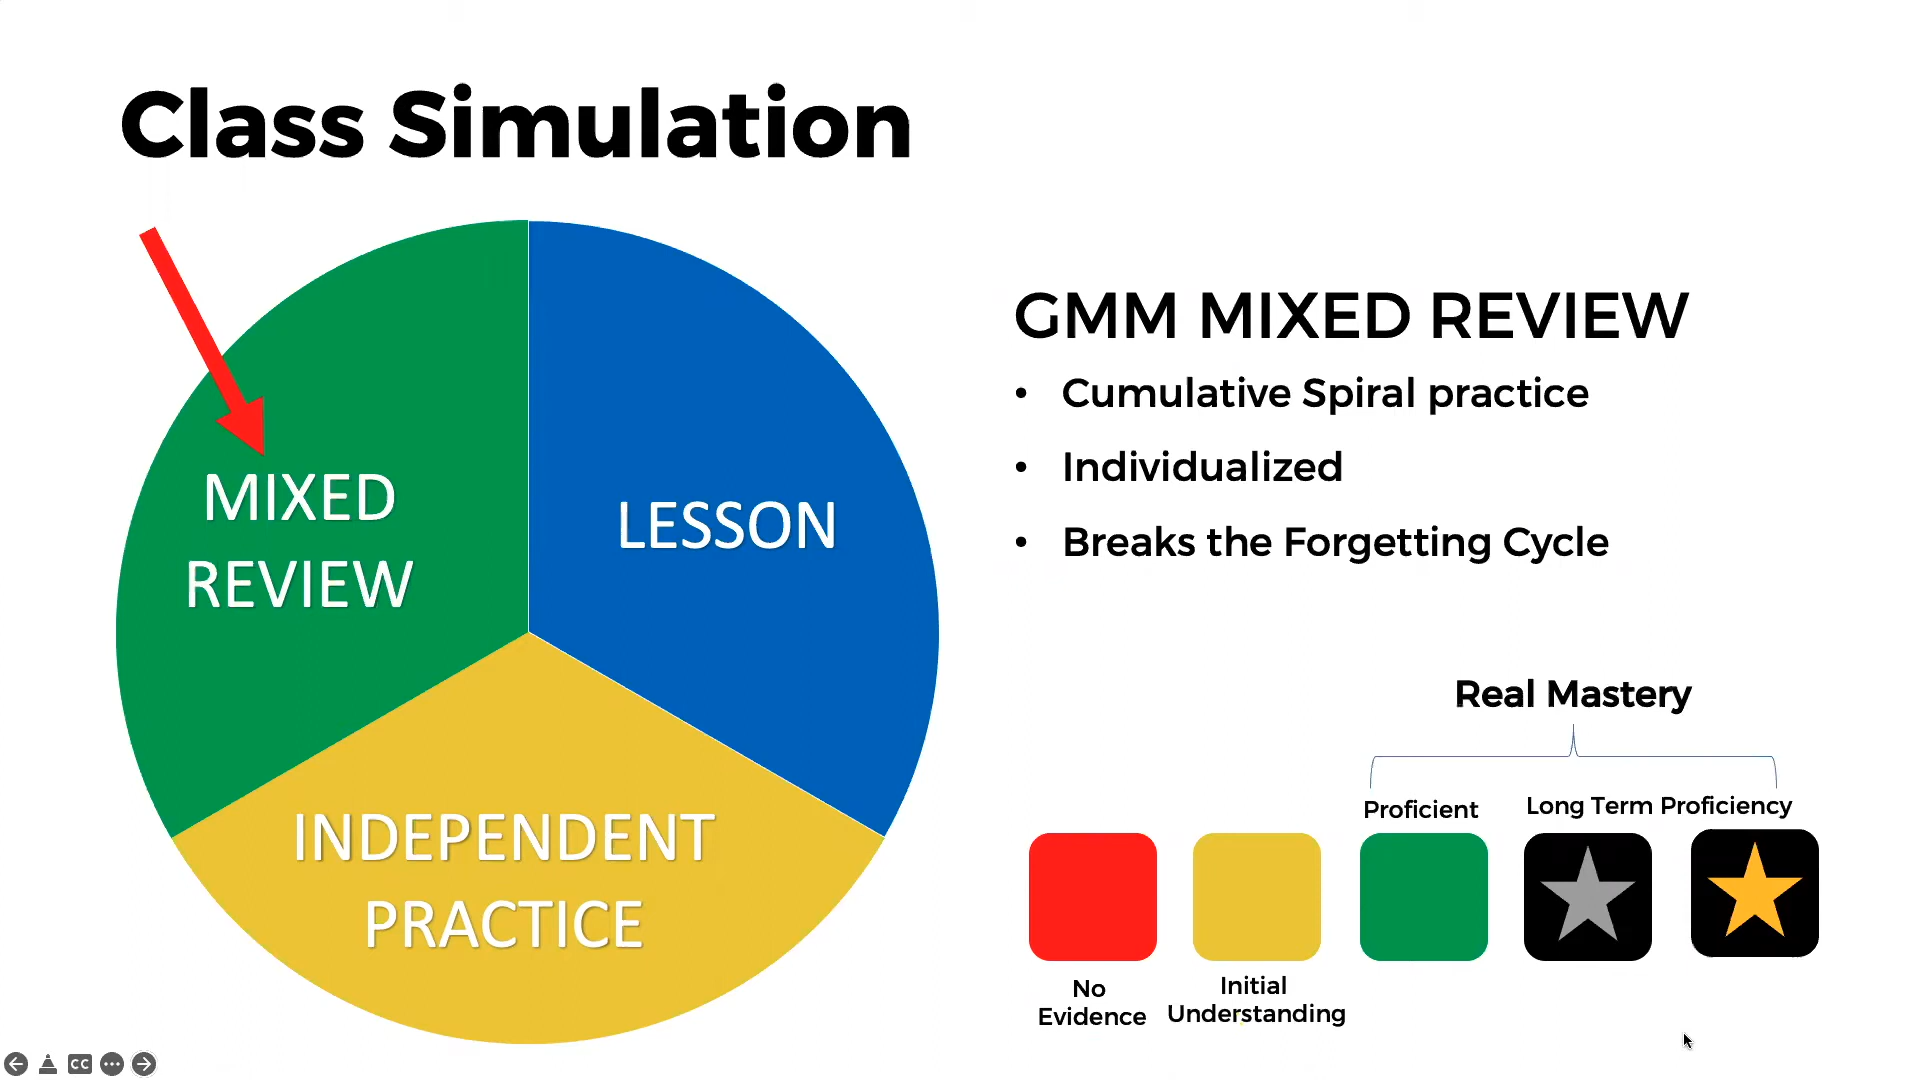 Class Simulation
MIXED
REVIEW
LESSON
INDEPENDENT
PRACTICE
GMM MIXED REVIEW
• Cumulative Spiral practice
• Individualized
• Breaks the Forgetting Cycle
Real Mastery
Proficient
Long Term Proficiency
No
Evidence
Initial
Understanding
CC